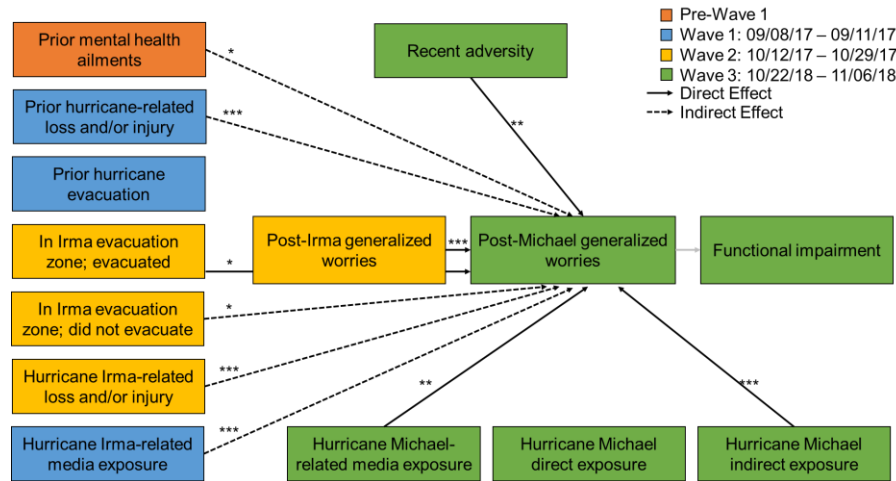 Prior mental health
ailments
Recent adversity
Pre-Wave 1
Wave 1: 09/08/17 – 09/11/17
Wave 2: 10/12/17 – 10/29/17
Wave 3: 10/22/18 – 11/06/18
Direct Effect
Indirect Effect
*
Prior hurricane-related
loss and/or injury
***
**
Prior hurricane
evacuation
In Irma evacuation
zone; evacuated
*
Post-Irma generalized
worries
***
Post-Michael generalized
worries
Functional impairment
In Irma evacuation
zone; did not evacuate
*
Hurricane Irma-related
loss and/or injury
***
**
***
Hurricane Irma-related
media exposure
***
Hurricane Michael-
related media exposure
Hurricane Michael
direct exposure
Hurricane Michael
indirect exposure